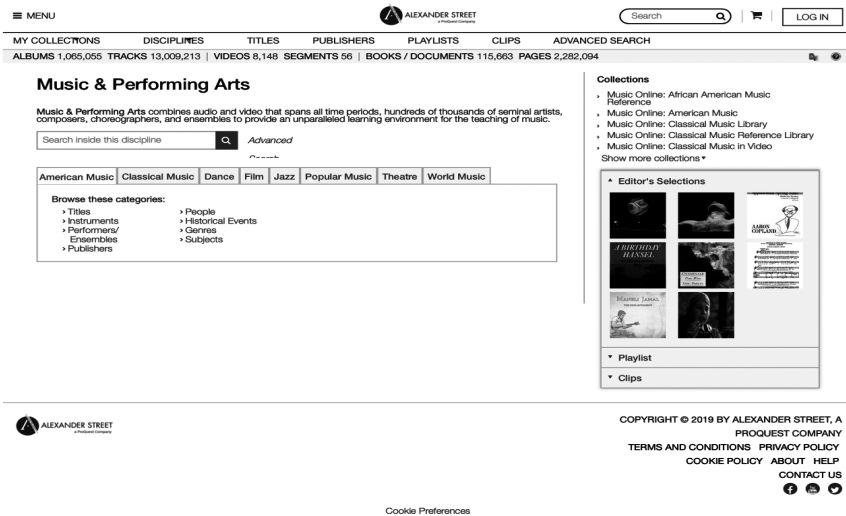 MENU
ALEXANDER STREET
a ProQuest Company
Search
LOG IN
MY COLLECTIONS DISCIPLINES TITLES PUBLISHERS PLAYLISTS CLIPS ADVANCED SEARCH
ALBUMS 1,065,055 TRACKS 13,009,213 | VIDEOS 8,148 SEGMENTS 56 | BOOKS / DOCUMENTS 115,663 PAGES 2,282,094
Music & Performing Arts
Music & Performing Arts combines audio and video that spans all time periods, hundreds of thousands of seminal artists,
composers, choreographers, and ensembles to provide an unparalleled learning environment for the teaching of music.
Search inside this discipline
Advanced
Search
American Music Classical Music Dance Film Jazz Popular Music Theatre World Music
Browse these categories:
› Titles
› Instruments
› Performers/
Ensembles
› Publishers
› People
› Historical Events
› Genres
› Subjects
Collections
Music Online: African American Music
Reference
Music Online: American Music
Music Online: Classical Music Library
Music Online: Classical Music Reference Library
Music Online: Classical Music in Video
Show more collections
Editor's Selections
AARON
COPLAND
A BIRTHDAY
HANSEL
MANELI JAMAL
Playlist
Clips
ALEXANDER STREET
a ProQuest Company
COPYRIGHT © 2019 BY ALEXANDER STREET, A
PROQUEST COMPANY
TERMS AND CONDITIONS PRIVACY POLICY
COOKIE POLICY ABOUT HELP
CONTACT US
Cookie Preferences